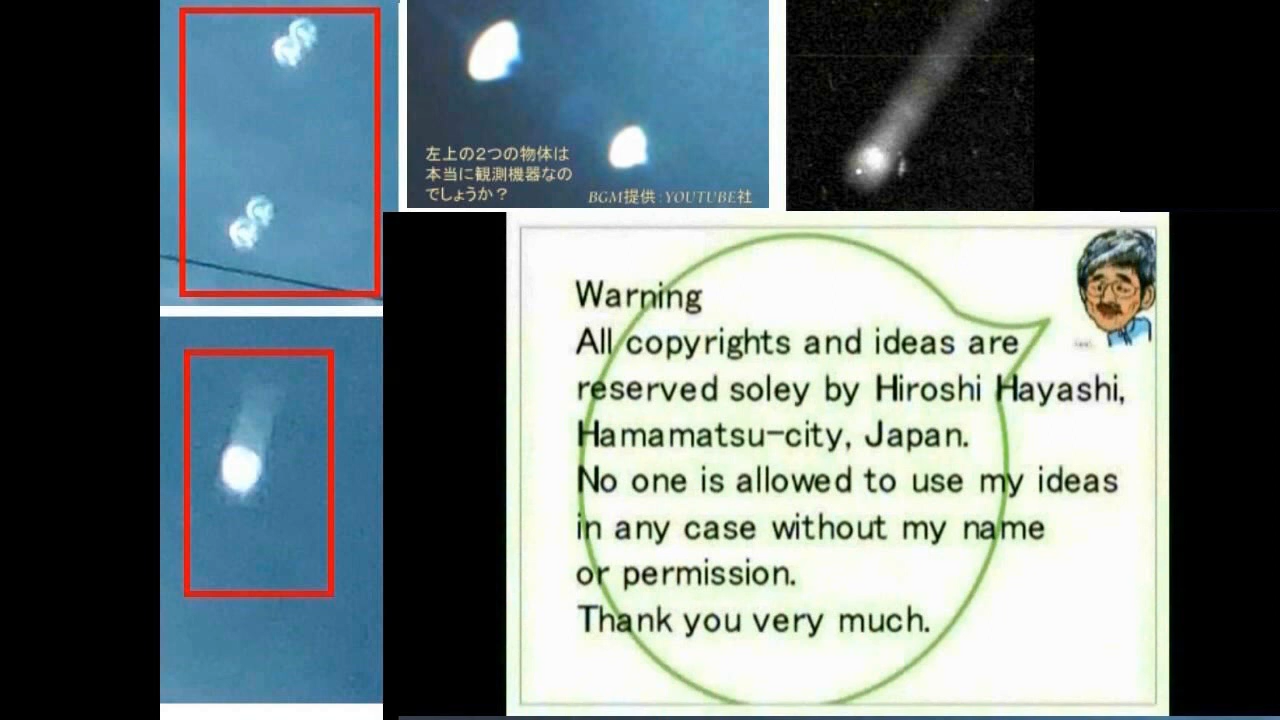 左上の2つの物体は
本当に観測機器なの
でしょうか？
BGM提供：YOUTUBE社
Warning
All copyrights and ideas are
reserved soley by Hiroshi Hayashi,
Hamamatsu-city, Japan.
No one is allowed to use my ideas
in any case without my name
or permission.
Thank you very much.